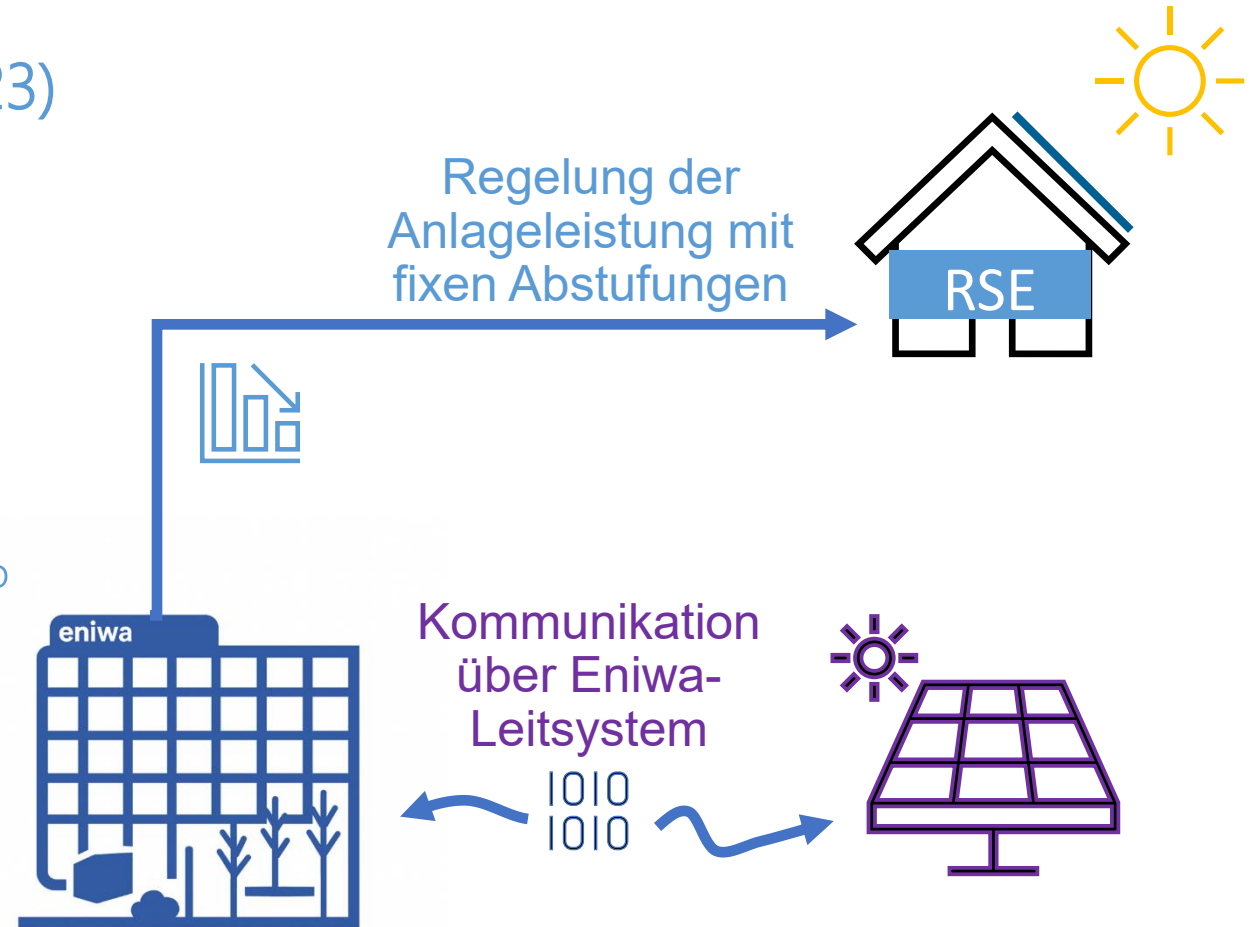 23)
Regelung der
Anlageleistung mit
fixen Abstufungen
RSE
eniwa
Kommunikation
über Eniwa-
Leitsystem
1010
1010